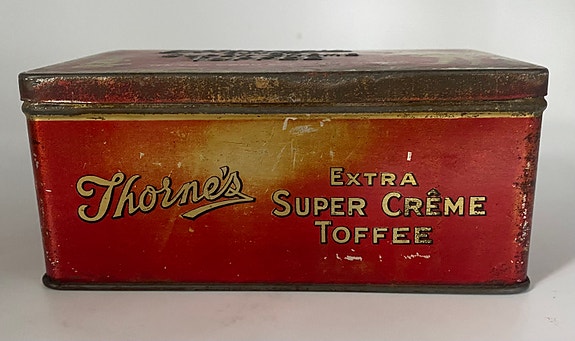 Thorne's
Extra
Super Crême
Toffee